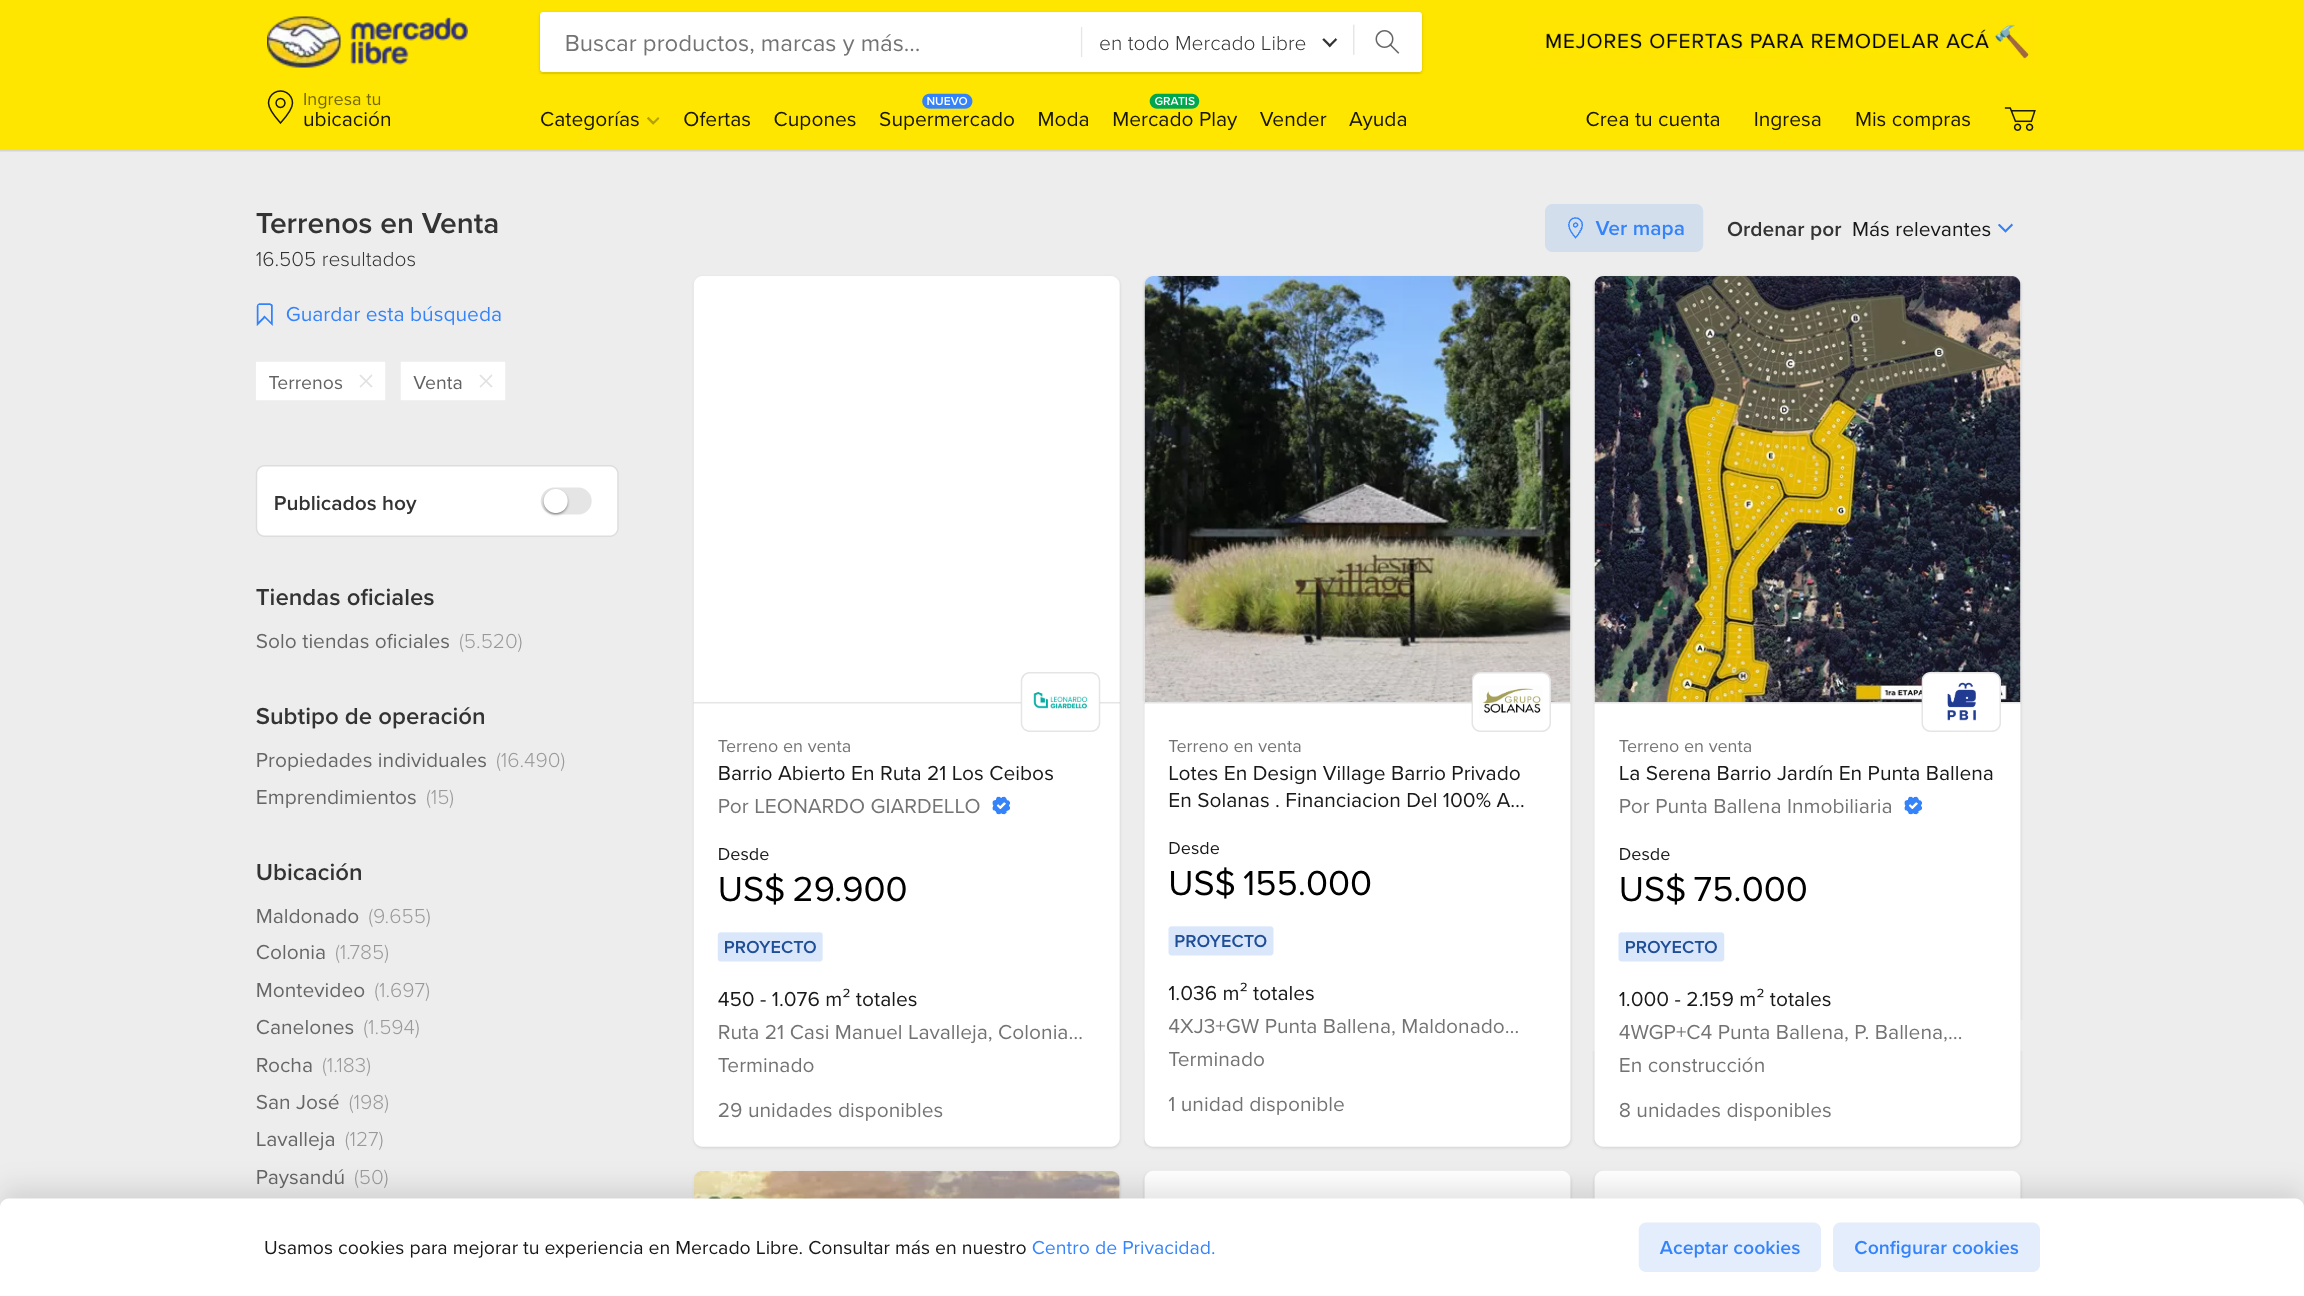 mercado
libre
Buscar productos, marcas y más...
en todo Mercado Libre
MEJORES OFERTAS PARA REMODELAR ACÁ
Ingresa tu
ubicación
Categorías
Ofertas
Cupones
NUEVO
Supermercado
Moda
GRATIS
Mercado Play
Vender
Ayuda
Crea tu cuenta
Ingresa
Mis compras
Terrenos en Venta
16.505 resultados
Ver mapa
Ordenar por Más relevantes
Guardar esta búsqueda
Terrenos
Venta
Publicados hoy
Tiendas oficiales
Solo tiendas oficiales (5.520)
Subtipo de operación
Propiedades individuales (16.490)
Emprendimientos (15)
Ubicación
Maldonado (9.655)
Colonia (1.785)
Montevideo (1.697)
Canelones (1.594)
Rocha (1.183)
San José (198)
Lavalleja (127)
Paysandú (50)
LEONARDO
GIARDELLO
Terreno en venta
Barrio Abierto En Ruta 21 Los Ceibos
Por LEONARDO GIARDELLO
Desde
US$ 29.900
PROYECTO
450 - 1.076 m² totales
Ruta 21 Casi Manuel Lavalleja, Colonia...
Terminado
29 unidades disponibles
design
village
GRUPO
SOLANAS
Terreno en venta
Lotes En Design Village Barrio Privado
En Solanas . Financiacion Del 100% A...
Desde
US$ 155.000
PROYECTO
1.036 m² totales
4XJ3+GW Punta Ballena, Maldonado...
Terminado
1 unidad disponible
A
B
B
C
D
E
F
G
A
H
A
1ra ETAPA
PBI
Terreno en venta
La Serena Barrio Jardín En Punta Ballena
Por Punta Ballena Inmobiliaria
Desde
US$ 75.000
PROYECTO
1.000 - 2.159 m² totales
4WGP+C4 Punta Ballena, P. Ballena,...
En construcción
8 unidades disponibles
Usamos cookies para mejorar tu experiencia en Mercado Libre. Consultar más en nuestro Centro de Privacidad.
Aceptar cookies
Configurar cookies